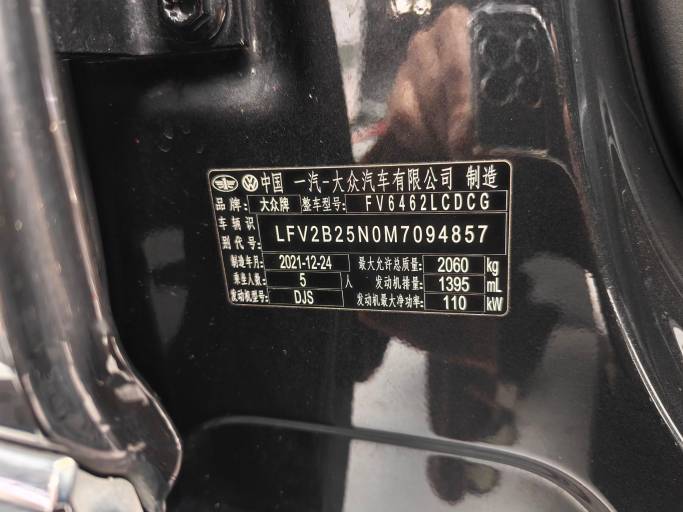 中国 一汽-大众汽车有限公司 制造
品牌: 大众牌 整车型号: FV6462LCDCG
车辆识别代号: LFV2B25N0M7094857
制造年月: 2021-12-24 最大允许总质量: 2060 kg
乘坐人数: 5 人 发动机排量: 1395 mL
发动机型号: DJS 发动机最大净功率: 110 kW